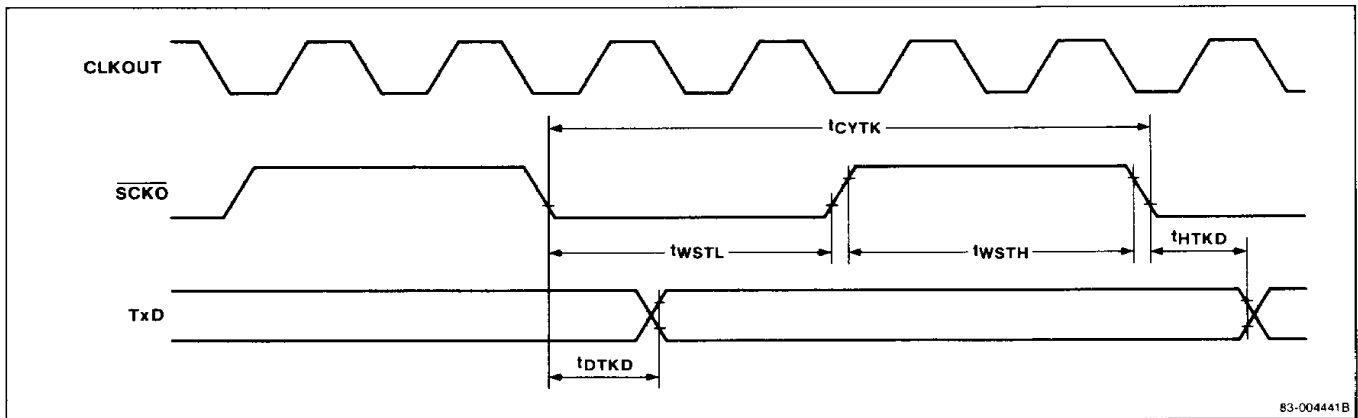 CLKOUT
tCYTK
SCKO
tWSTL
tWSTH
tHTKD
TxD
tDTKD
83-004441B